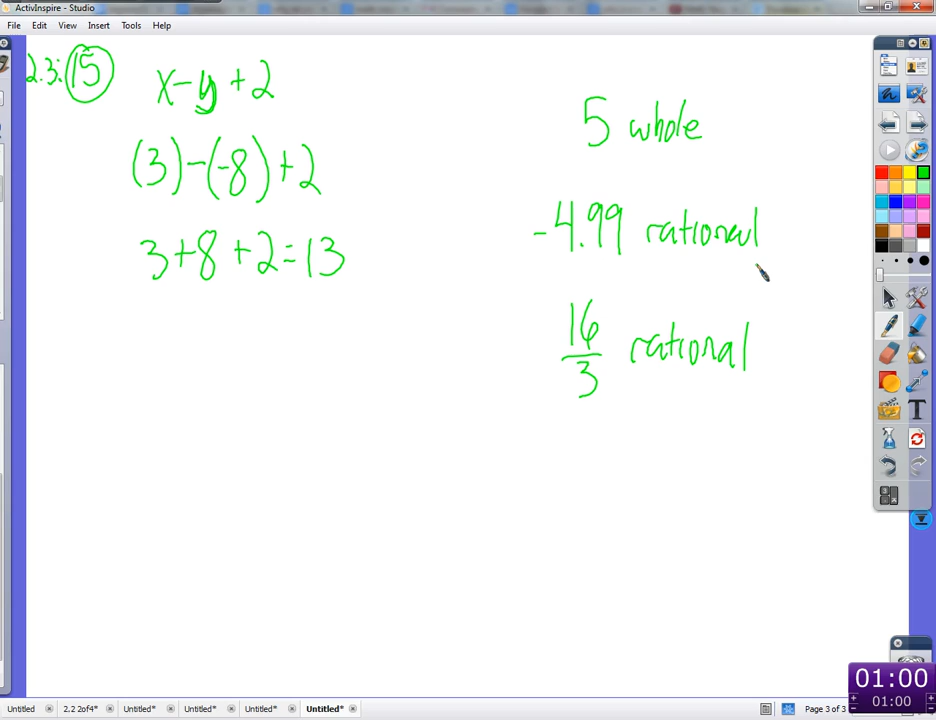 ActivInspire - Studio
File Edit View Insert Tools Help
2.3: 15
x-y+2
(3)-(-8)+2
3+8+2=13
5 whole
-4.99 rational
16/3 rational
T
01:00
01:00
Page 3 of 3
Untitled 2.2 2of4* Untitled* Untitled* Untitled* Untitled*